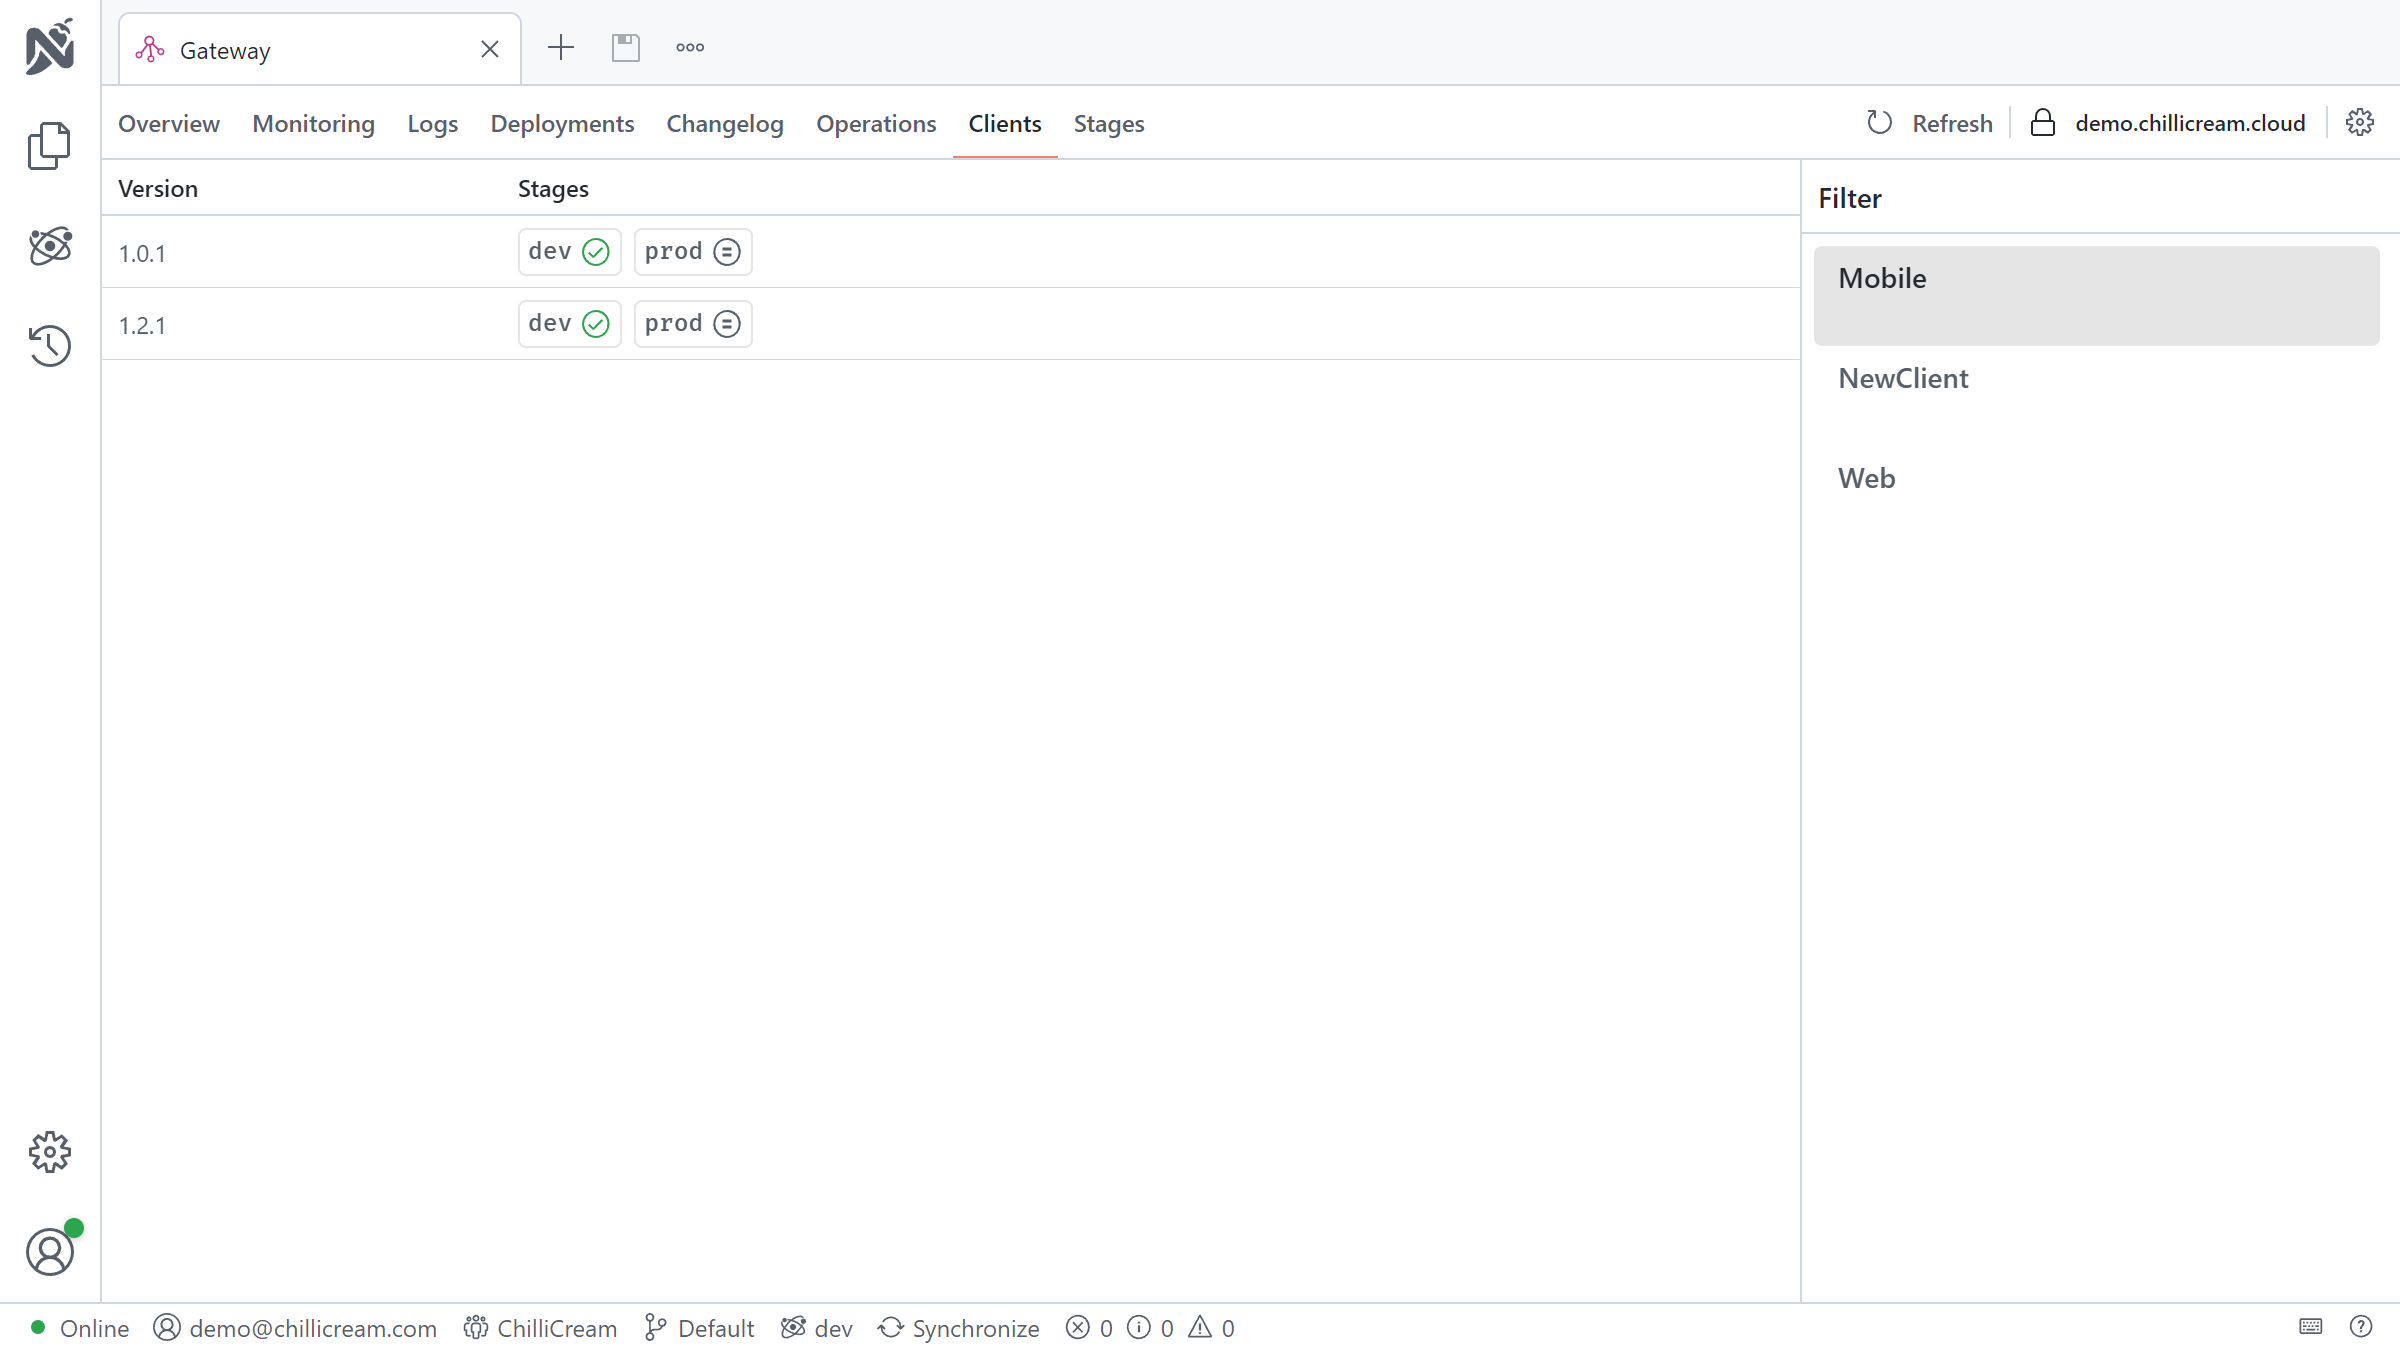 Gateway
Overview Monitoring Logs Deployments Changelog Operations Clients Stages Refresh demo.chillicream.cloud
Version Stages
1.0.1 dev prod
1.2.1 dev prod
Filter
Mobile
NewClient
Web
Online demo@chillicream.com ChilliCream Default dev Synchronize 0 0 0